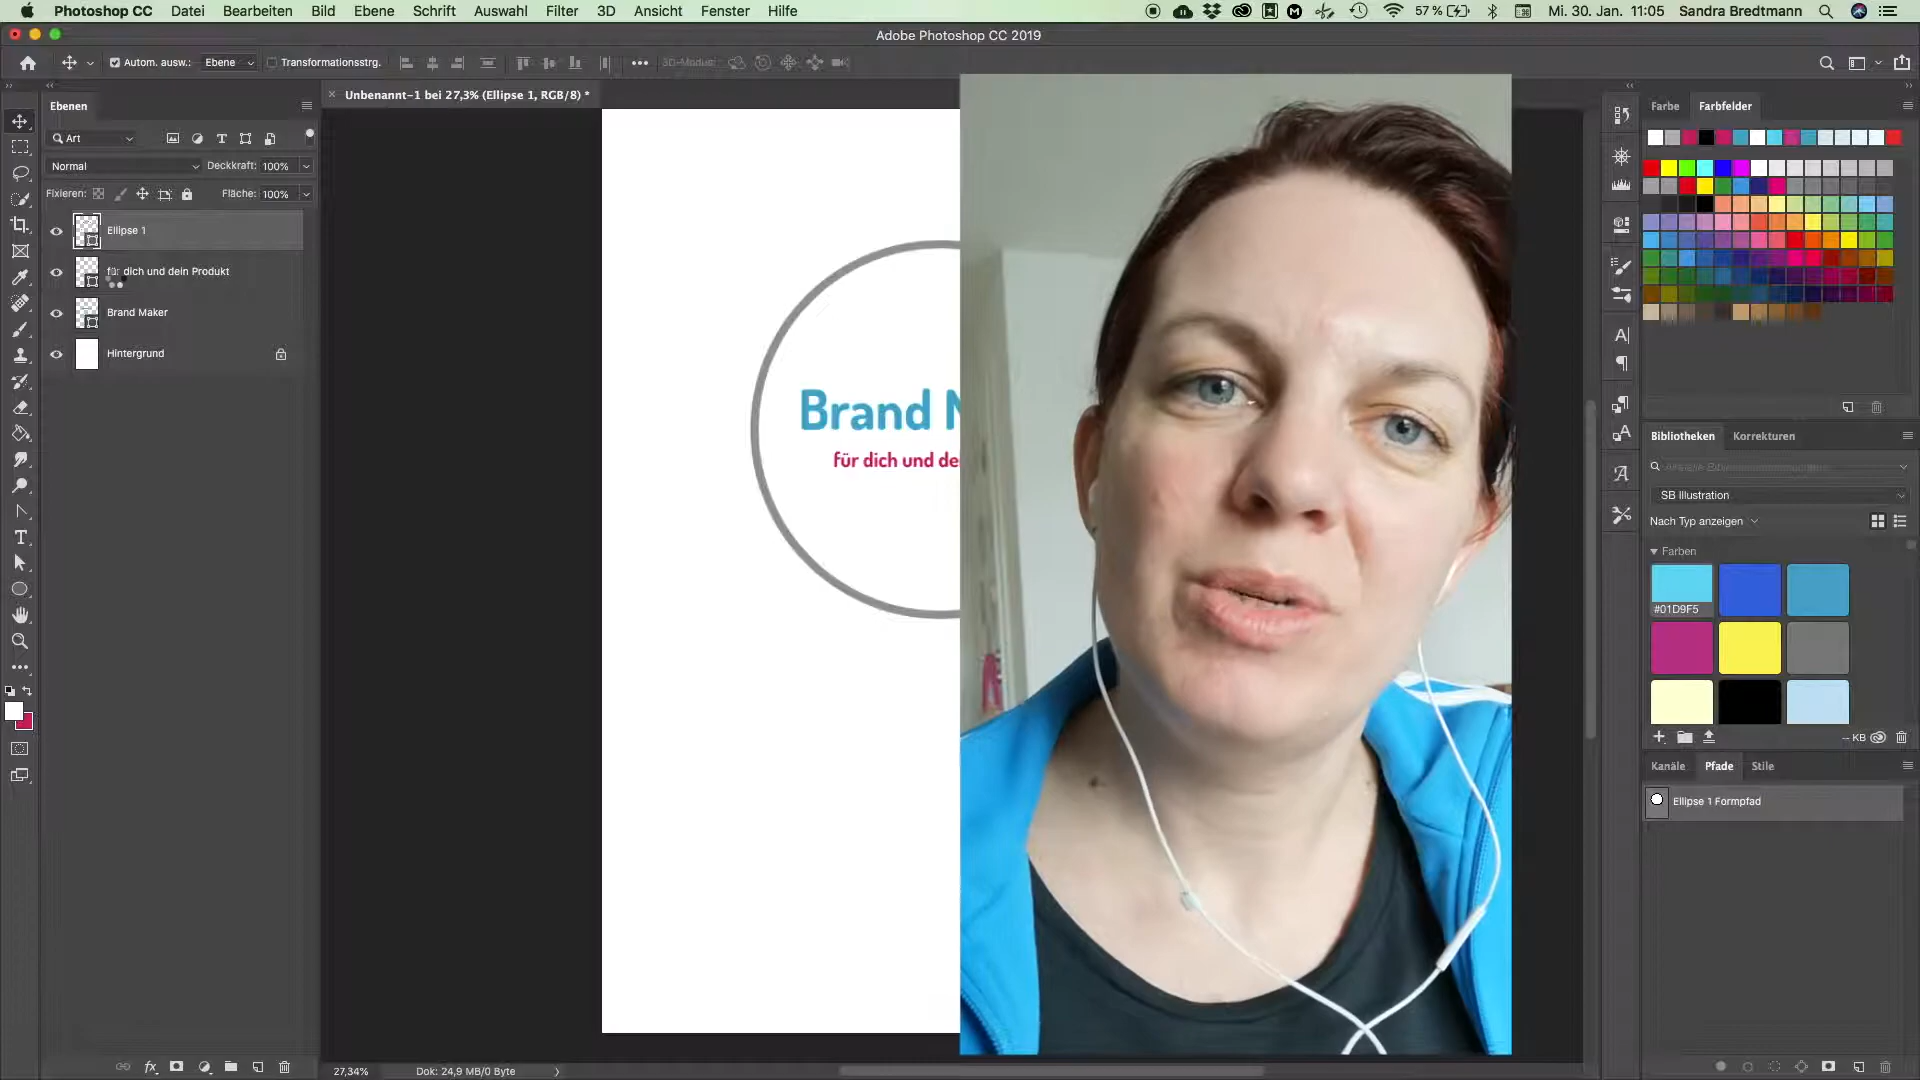 Photoshop CC Datei Bearbeiten Bild Ebene Schrift Auswahl Filter 3D Ansicht Fenster Hilfe 57 % Mi. 30. Jan. 11:05 Sandra Bredtmann
Adobe Photoshop CC 2019
Autom. ausw.: Ebene Transformationsstrg. 3D-Modus:
Unbenannt-1 bei 27,3% (Ellipse 1, RGB/8) *
Ebenen
Art
Normal Deckkraft: 100%
Fixieren: Fläche: 100%
Ellipse 1
für dich und dein Produkt
Brand Maker
Hintergrund
Brand
für dich und
27,34% Dok: 24,9 MB/0 Byte
Farbe Farbfelder
Bibliotheken Korrekturen
SB Illustration
Nach Typ anzeigen
Farben
#01D9F5
-- KB
Kanäle Pfade Stile
Ellipse 1 Formpfad